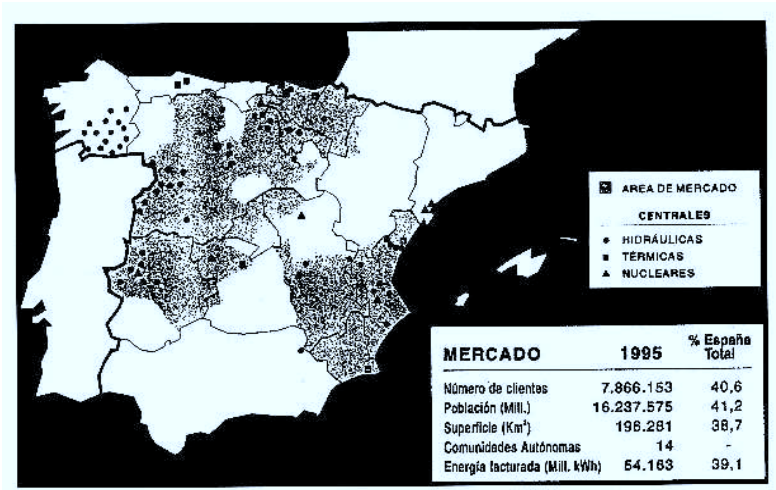 AREA DE MERCADO
CENTRALES
HIDRÁULICAS
TÉRMICAS
NUCLEARES
MERCADO 1995 % España Total
Número de clientes 7.866.153 40,6
Población (Mill.) 16.237.575 41,2
Superficie (Km²) 196.281 38,7
Comunidades Autónomas 14 -
Energía facturada (Mill. kWh) 54.163 39,1